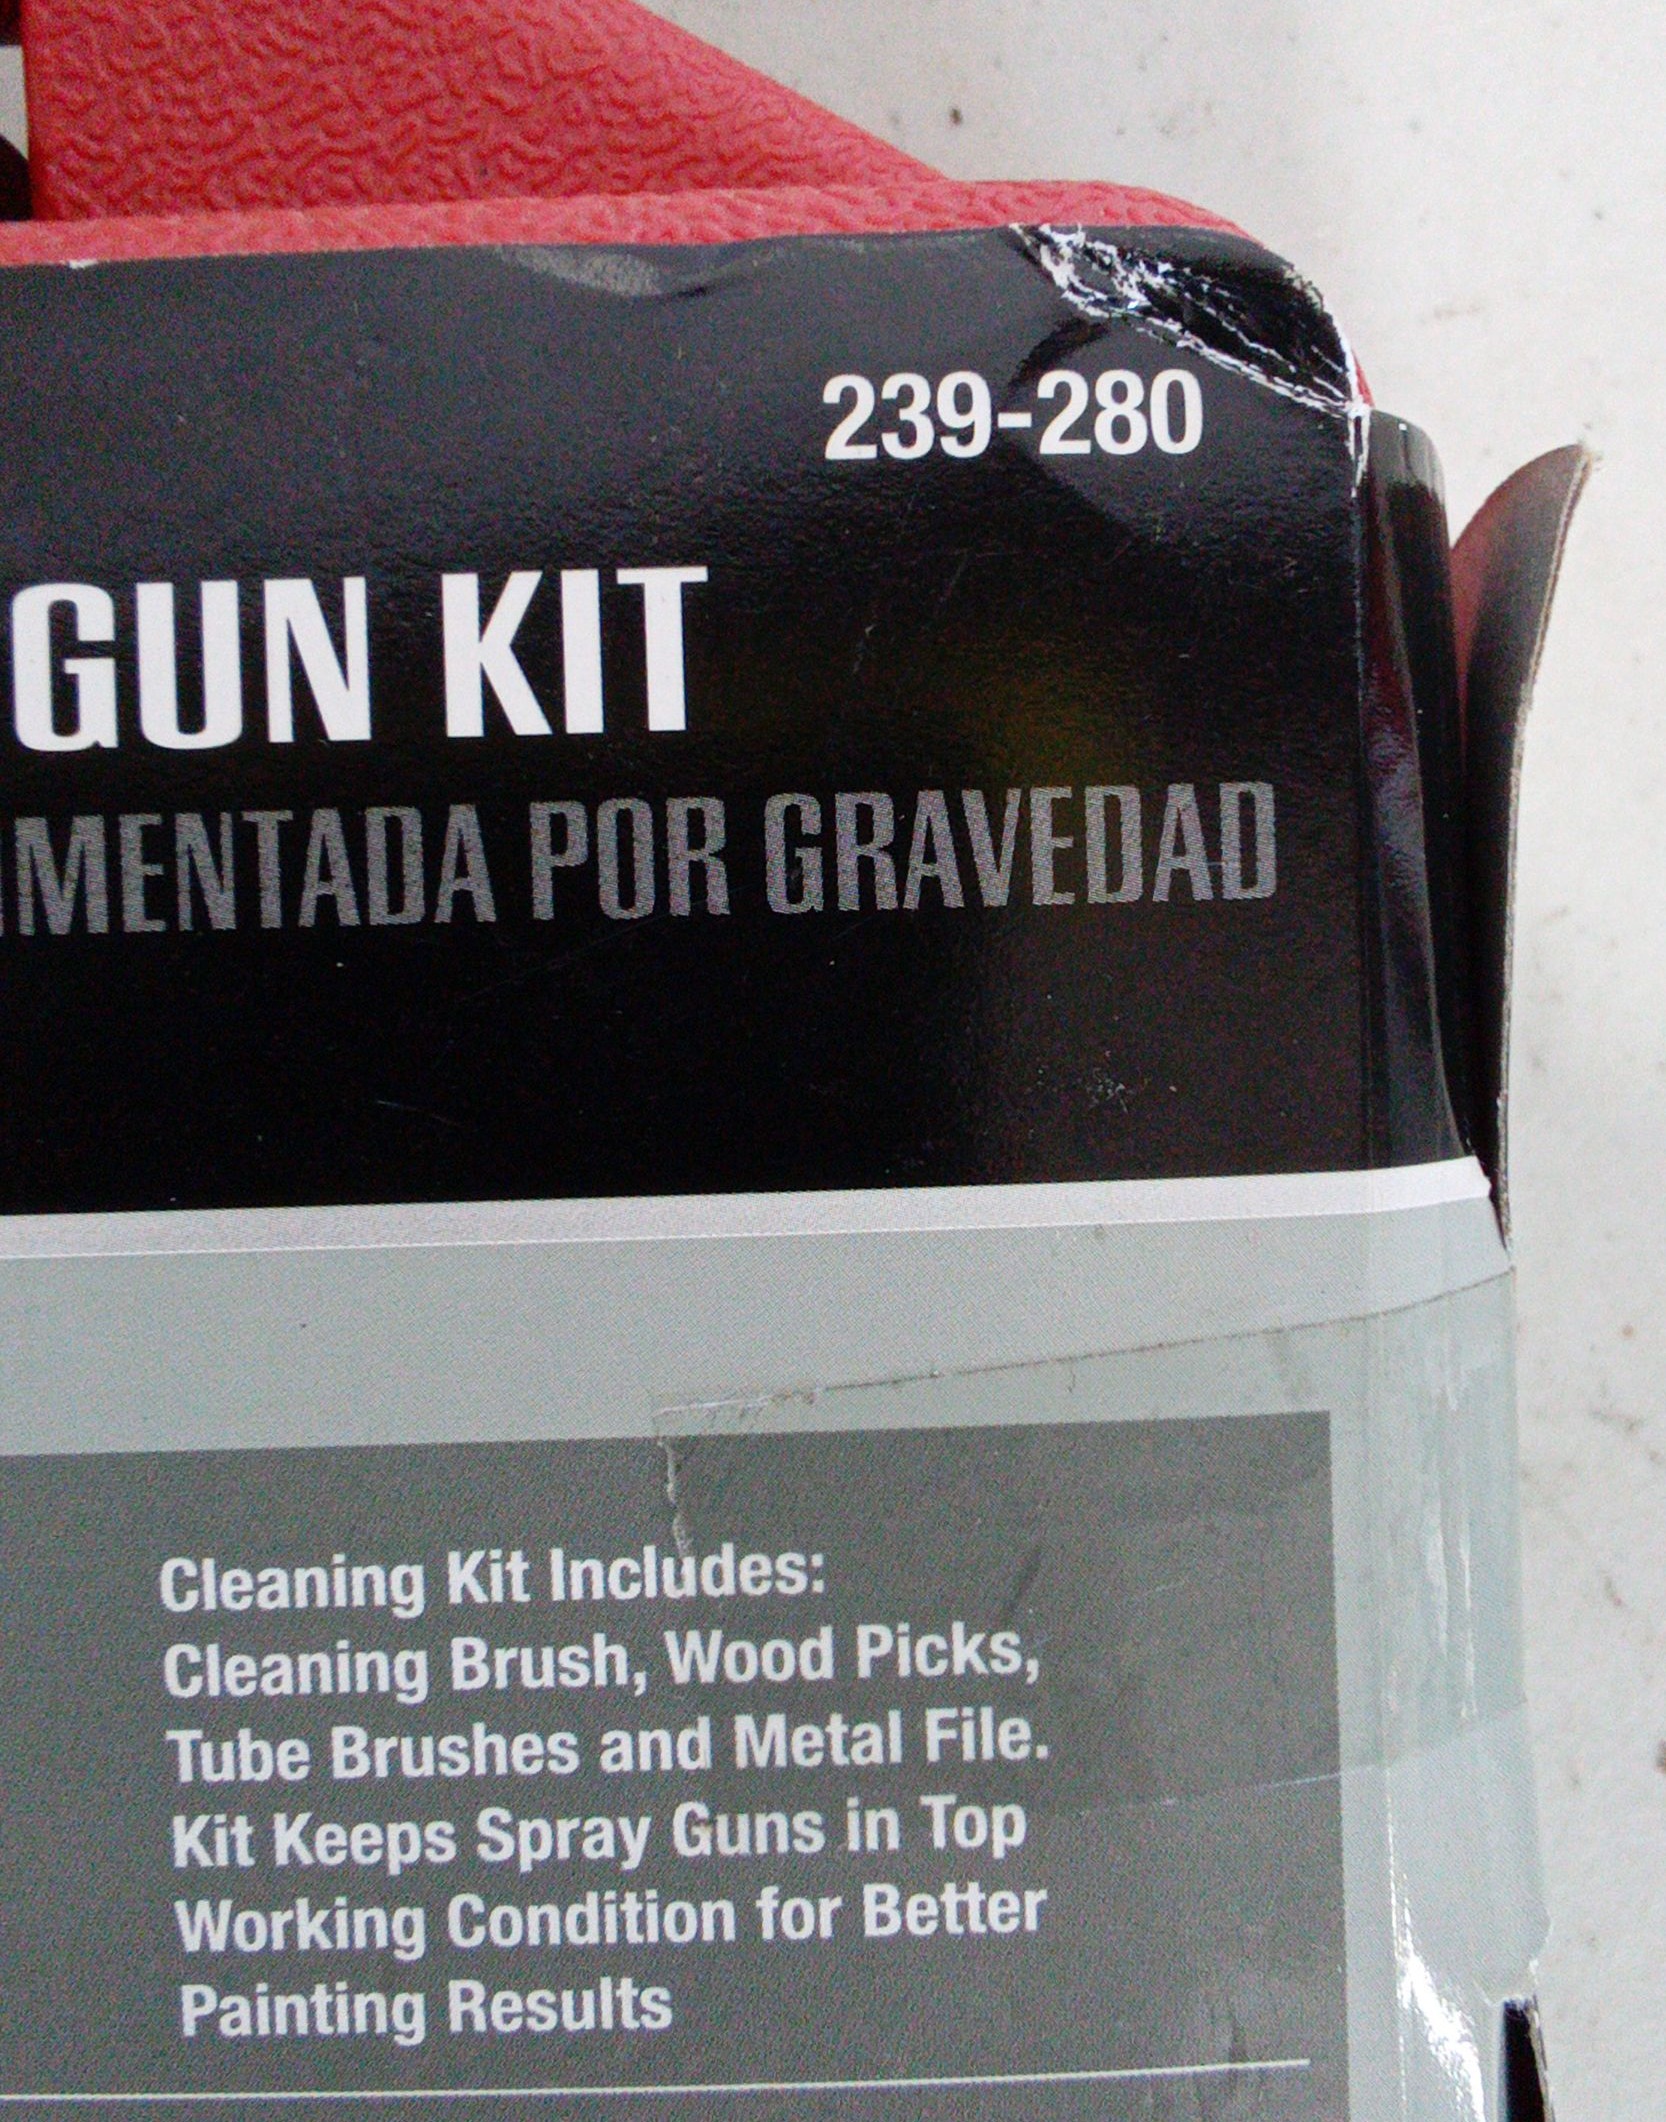 239-280
GUN KIT
MENTADA POR GRAVEDAD
Cleaning Kit Includes:
Cleaning Brush, Wood Picks,
Tube Brushes and Metal File.
Kit Keeps Spray Guns in Top
Working Condition for Better
Painting Results